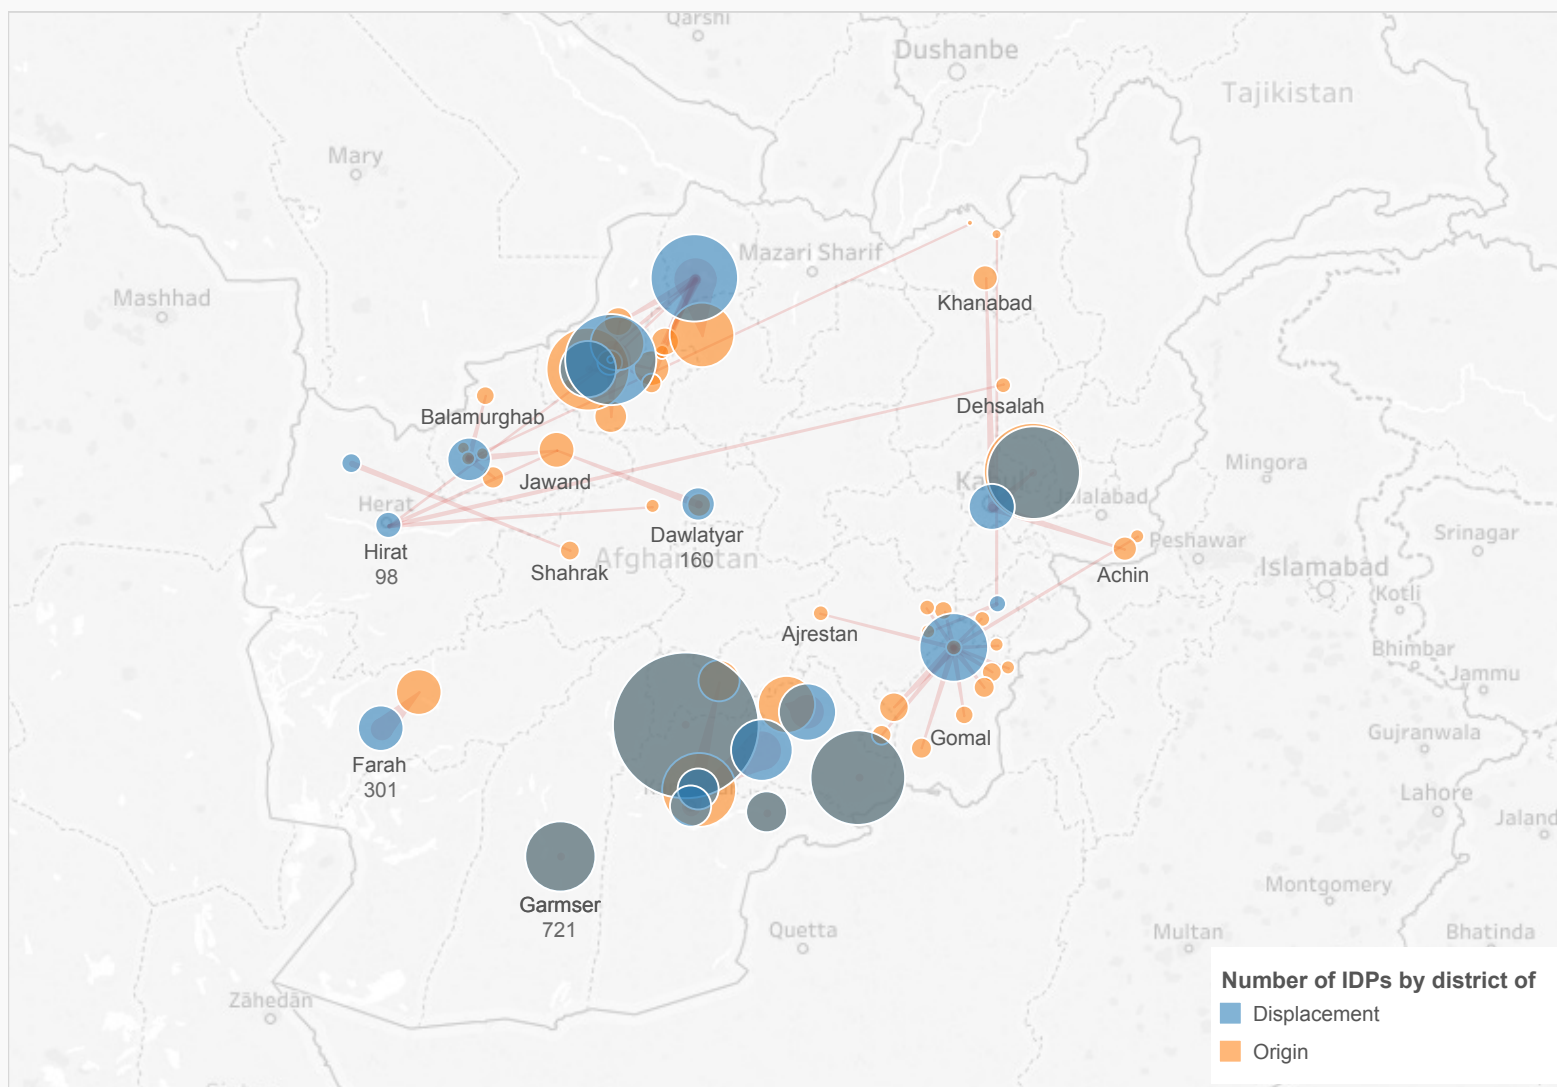 Qarshi
Dushanbe
Tajikistan
Mary
Mazari Sharif
Mashhad
Khanabad
Balamurghab
Dehsalah
Jawand
Mingora
Herat
Jalalabad
Dawlatyar
160
Hirat
98
Shahrak
Afghanistan
Peshawar
Srinagar
Achin
Islamabad
Kotli
Ajrestan
Bhimbar
Jammu
Gomal
Gujranwala
Farah
301
Lahore
Garmser
721
Montgomery
Quetta
Multan
Bhatinda
Zāhedān
Number of IDPs by district of
Displacement
Origin